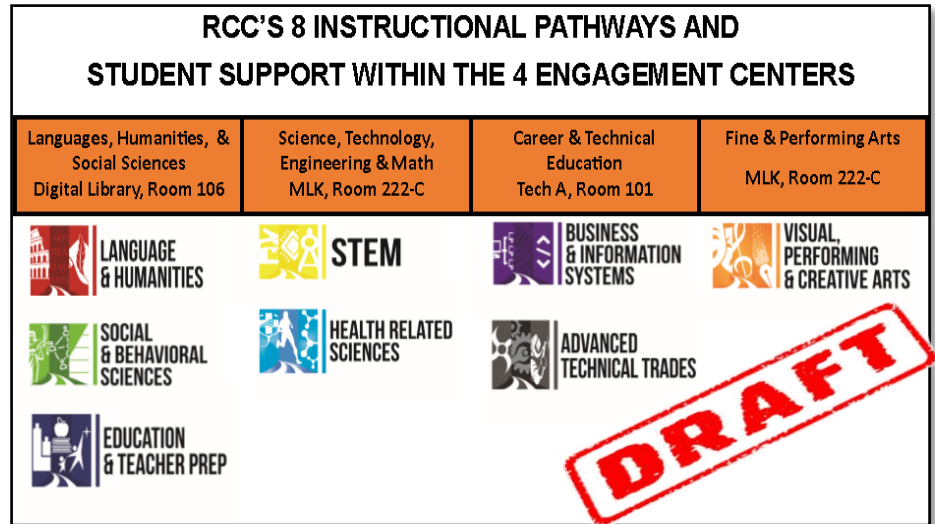 RCC'S 8 INSTRUCTIONAL PATHWAYS AND
STUDENT SUPPORT WITHIN THE 4 ENGAGEMENT CENTERS
Languages, Humanities, &
Social Sciences
Digital Library, Room 106
Science, Technology,
Engineering & Math
MLK, Room 222-C
Career & Technical
Education
Tech A, Room 101
Fine & Performing Arts
MLK, Room 222-C
LANGUAGE
& HUMANITIES
SOCIAL
& BEHAVIORAL
SCIENCES
EDUCATION
& TEACHER PREP
STEM
HEALTH RELATED
SCIENCES
BUSINESS
& INFORMATION
SYSTEMS
ADVANCED
TECHNICAL TRADES
VISUAL,
PERFORMING
& CREATIVE ARTS
DRAFT